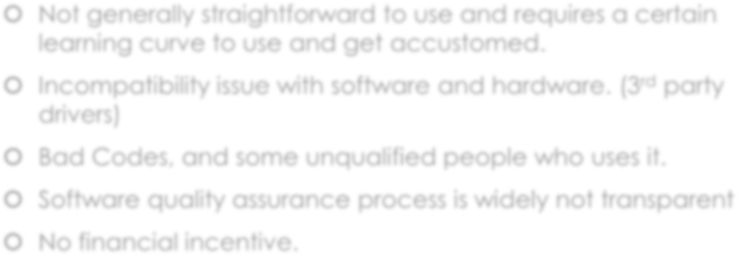 Not generally straightforward to use and requires a certain
learning curve to use and get accustomed.
Incompatibility issue with software and hardware. (3rd party
drivers)
Bad Codes, and some unqualified people who uses it.
Software quality assurance process is widely not transparent
No financial incentive.